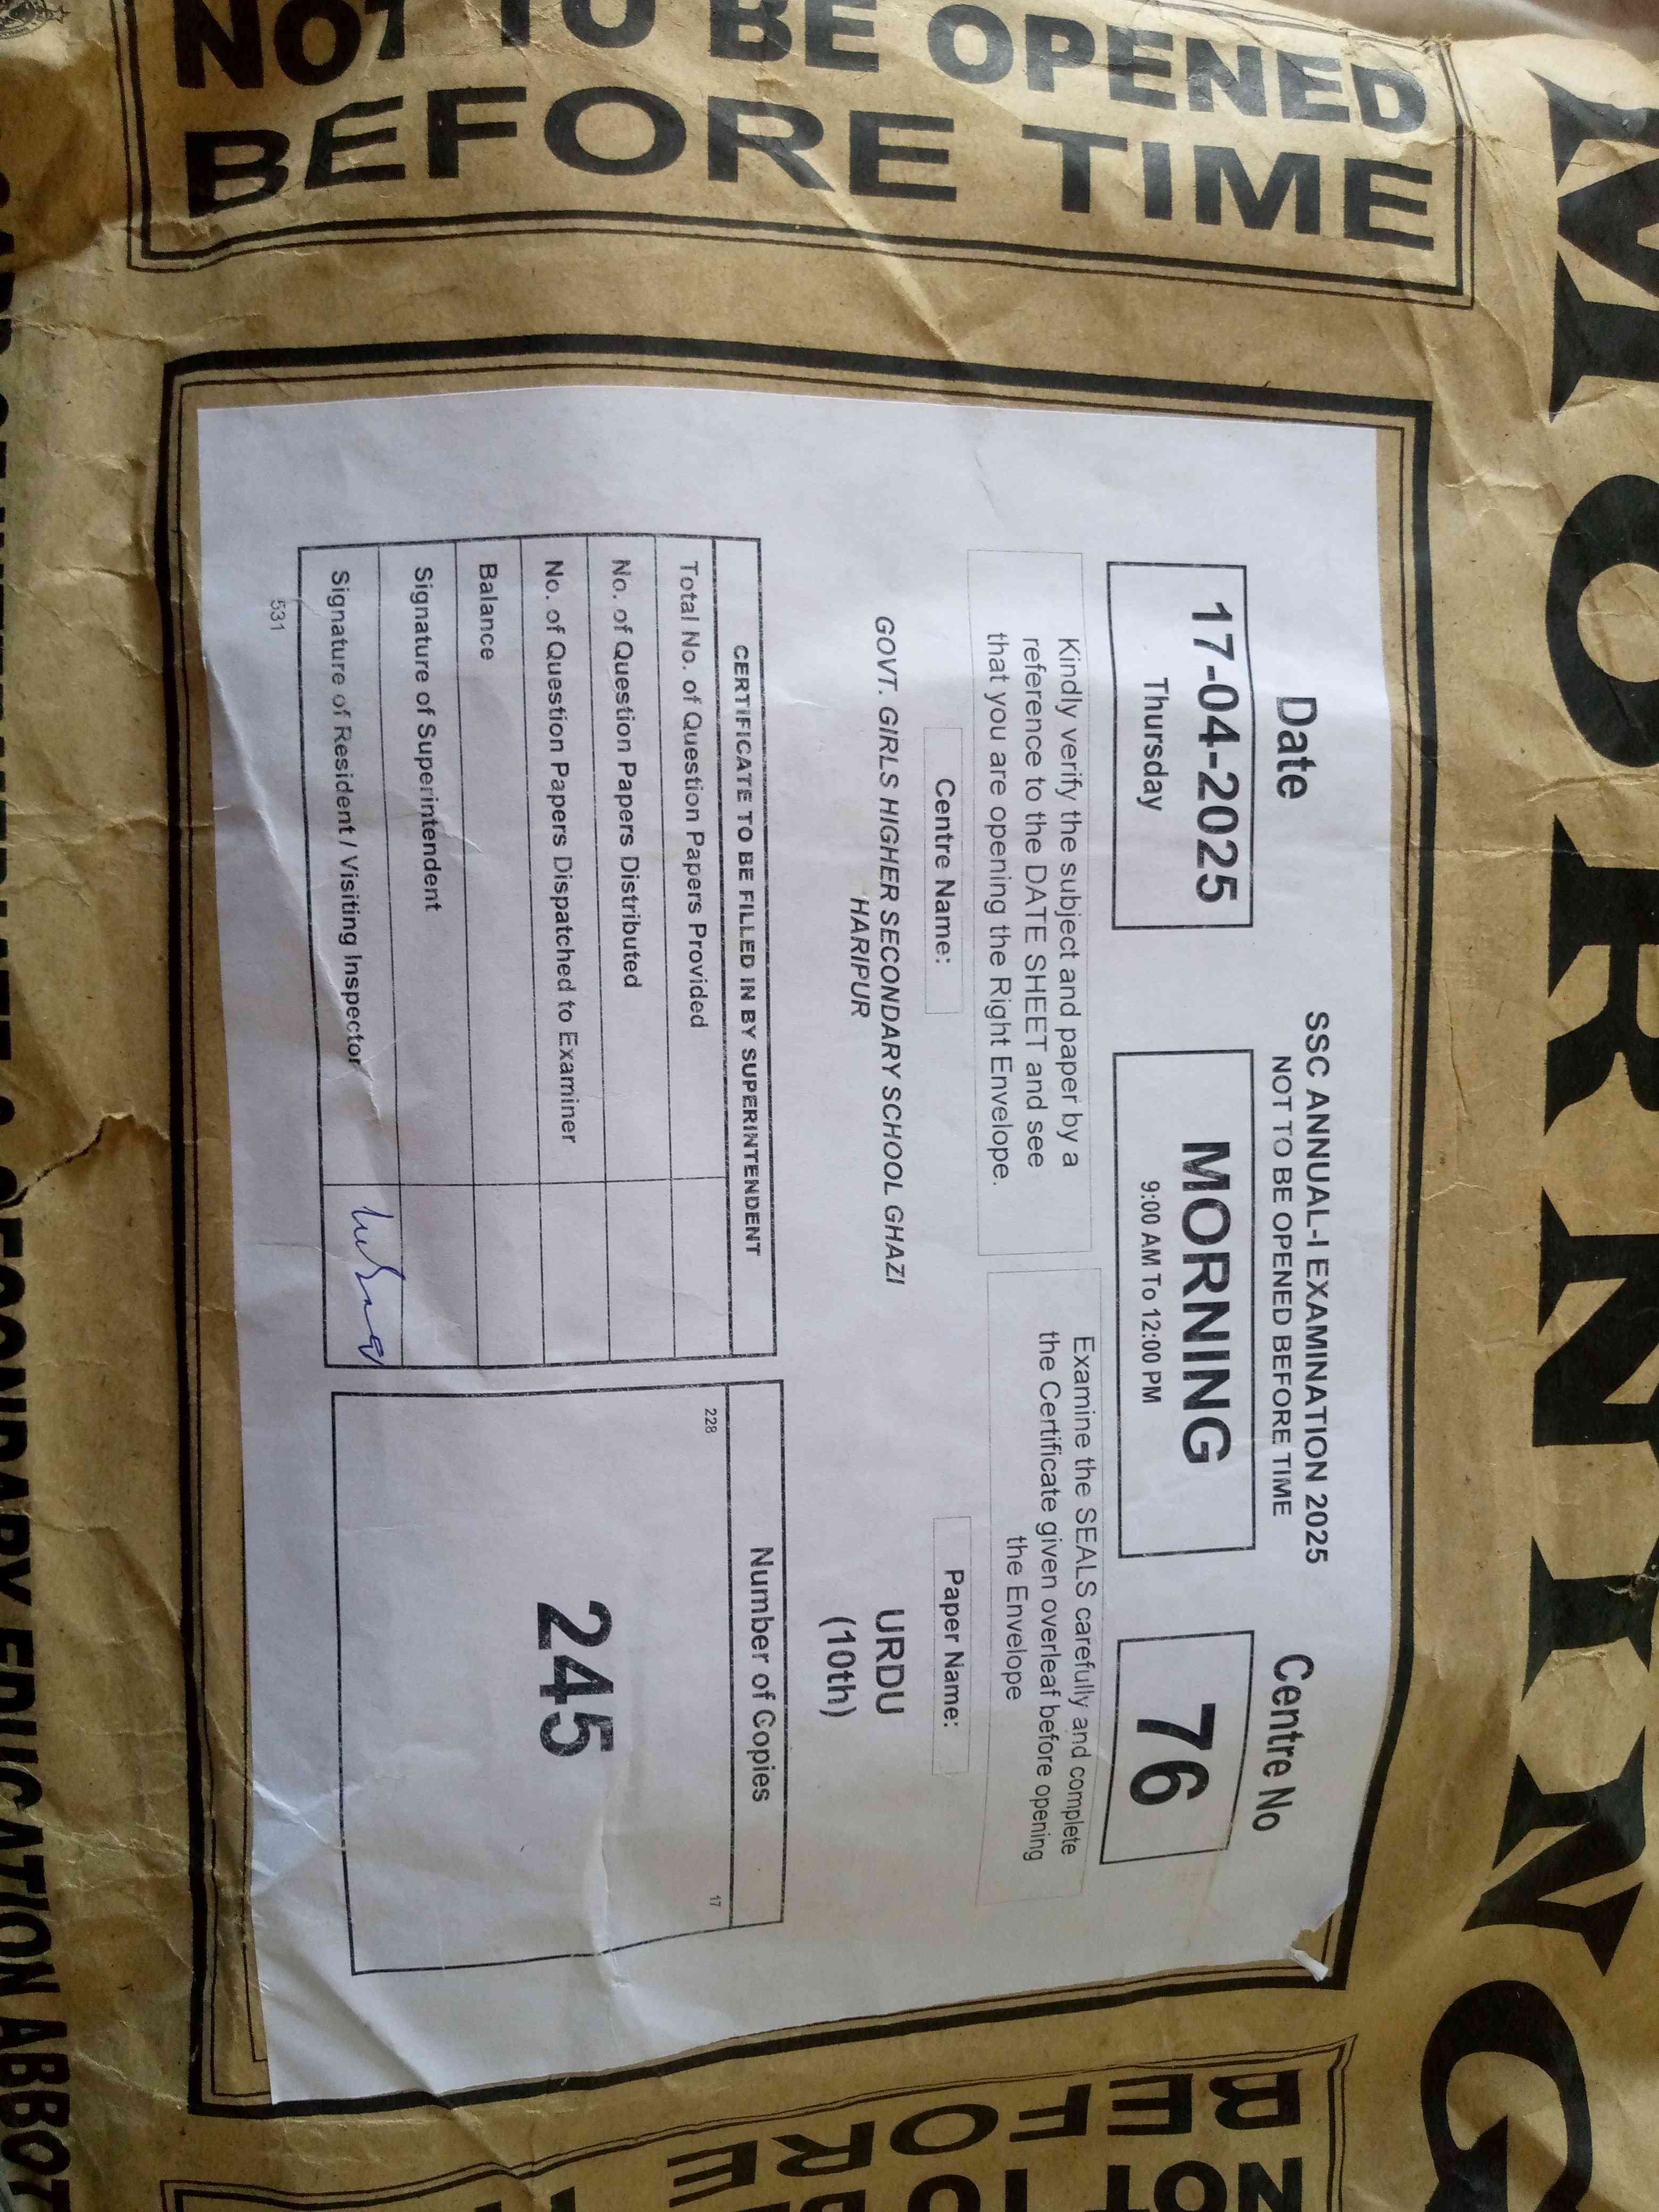 MORNING
NOT TO BE OPENED
BEFORE TIME
SSC ANNUAL-I EXAMINATION 2025
NOT TO BE OPENED BEFORE TIME
Date
Centre No
17-04-2025
Thursday
MORNING
9:00 AM To 12:00 PM
76
Kindly verify the subject and paper by a
reference to the DATE SHEET and see
that you are opening the Right Envelope.
Examine the SEALS carefully and complete
the Certificate given overleaf before opening
the Envelope
Centre Name:
Paper Name:
GOVT. GIRLS HIGHER SECONDARY SCHOOL GHAZI
HARIPUR
URDU
(10th)
CERTIFICATE TO BE FILLED IN BY SUPERINTENDENT
Total No. of Question Papers Provided
No. of Question Papers Distributed
No. of Question Papers Dispatched to Examiner
Balance
Signature of Superintendent
Signature of Resident / Visiting Inspector
531
Number of Copies
228
17
245
NOT TO
BEFORE
SECONDARY EDUCATION ABBOT